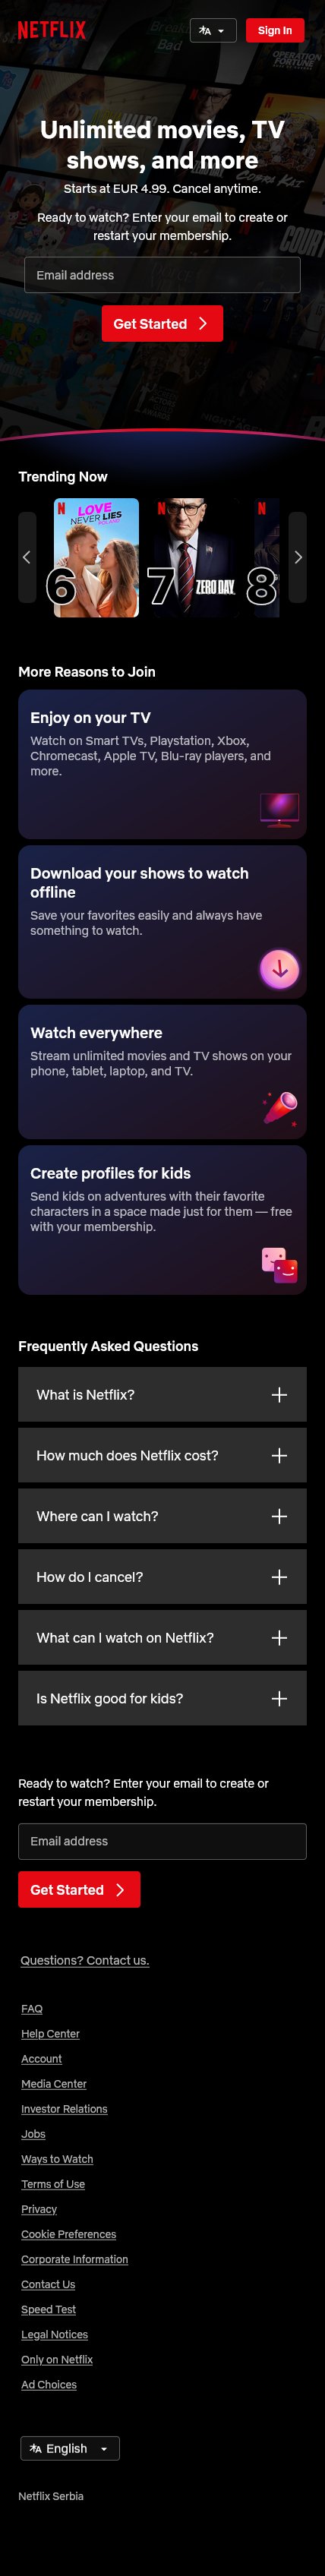 NETFLIX
Sign In
Breaking
Bad
OPERATION
FORTUNE
COBRA KAI
Unlimited movies, TV
shows, and more
Starts at EUR 4.99. Cancel anytime.
Ready to watch? Enter your email to create or
restart your membership.
Email address
Get Started
Trending Now
LOVE
NEVER LIES
POLAND
6
7
ZERO DAY
8
More Reasons to Join
Enjoy on your TV
Watch on Smart TVs, Playstation, Xbox,
Chromecast, Apple TV, Blu-ray players, and
more.
Download your shows to watch
offline
Save your favorites easily and always have
something to watch.
Watch everywhere
Stream unlimited movies and TV shows on your
phone, tablet, laptop, and TV.
Create profiles for kids
Send kids on adventures with their favorite
characters in a space made just for them — free
with your membership.
Frequently Asked Questions
What is Netflix?
How much does Netflix cost?
Where can I watch?
How do I cancel?
What can I watch on Netflix?
Is Netflix good for kids?
Ready to watch? Enter your email to create or
restart your membership.
Email address
Get Started
Questions? Contact us.
FAQ
Help Center
Account
Media Center
Investor Relations
Jobs
Ways to Watch
Terms of Use
Privacy
Cookie Preferences
Corporate Information
Contact Us
Speed Test
Legal Notices
Only on Netflix
Ad Choices
English
Netflix Serbia